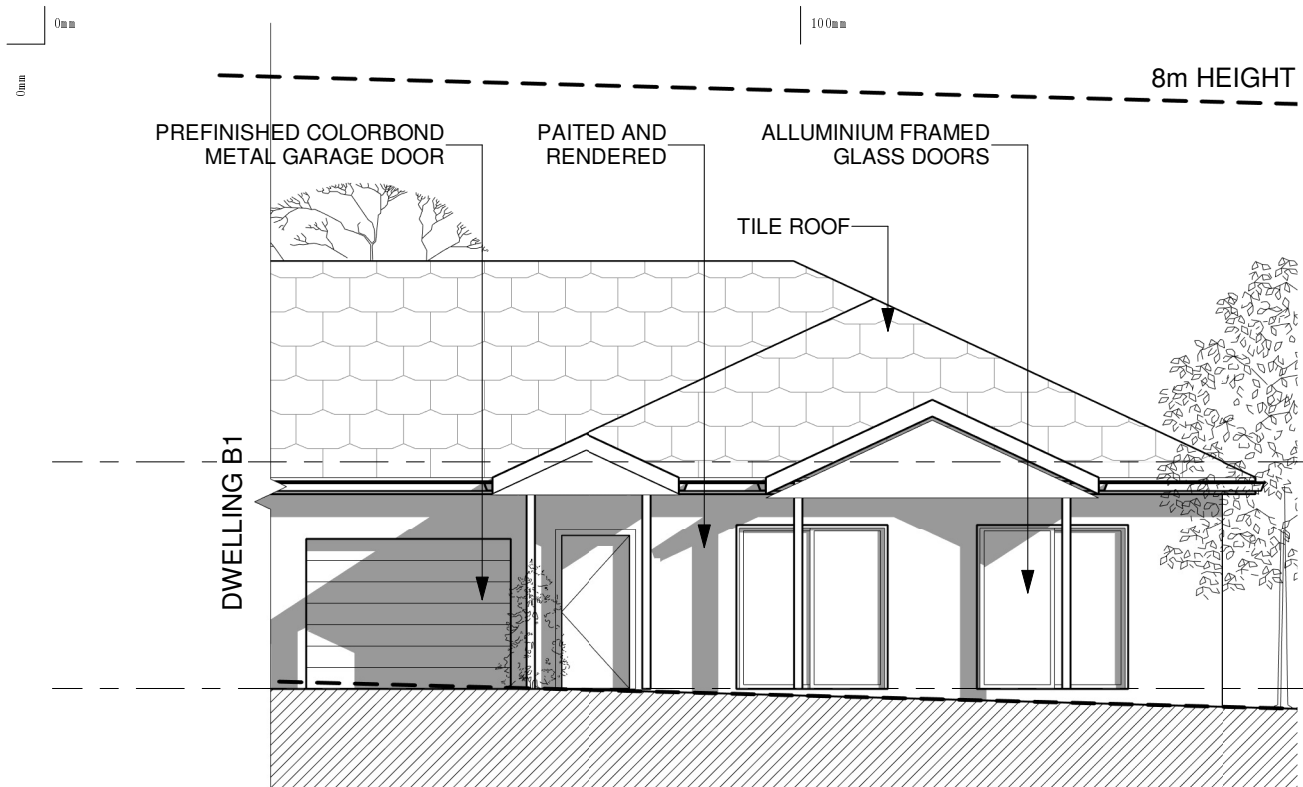 0mm
100mm
0mm
8m HEIGHT
PREFINISHED COLORBOND
METAL GARAGE DOOR
PAITED AND
RENDERED
ALLUMINIUM FRAMED
GLASS DOORS
TILE ROOF
DWELLING B1